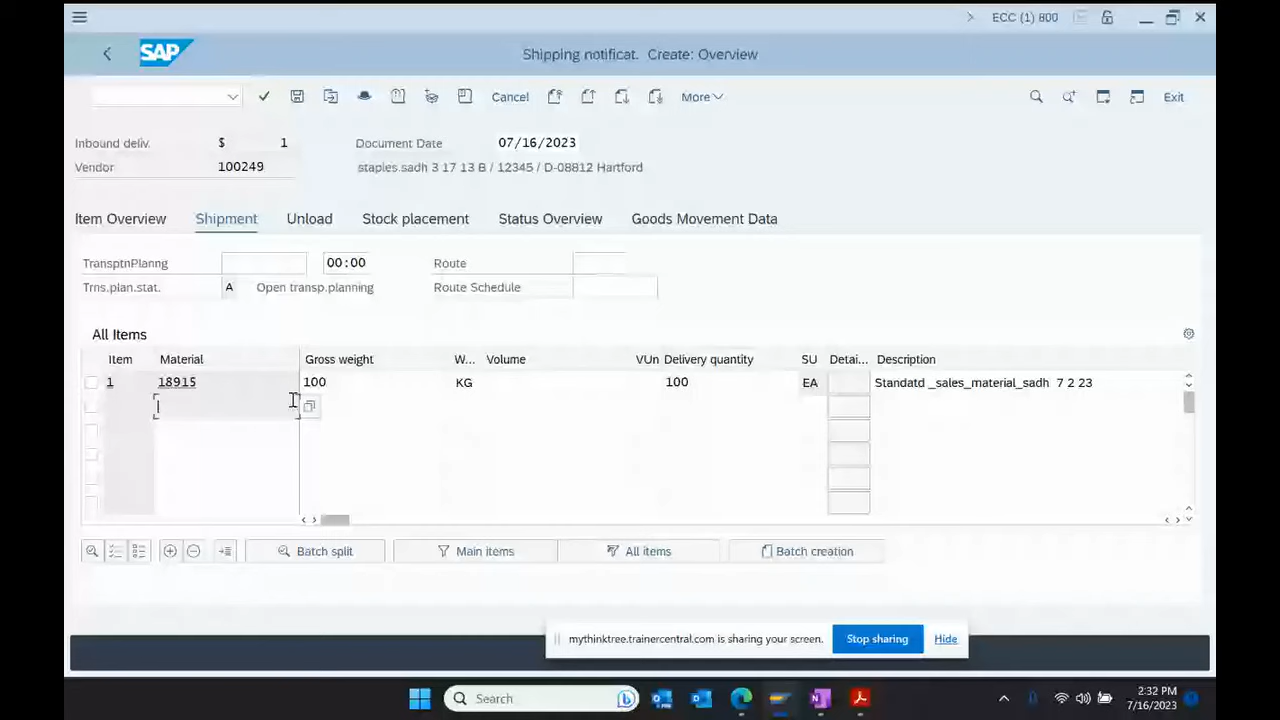 ECC (1) 800
SAP
Shipping notificat. Create: Overview
Cancel
More
Exit
Inbound deliv. $ 1 Document Date 07/16/2023
Vendor 100249 staples.sadh 3 17 13 B / 12345 / D-08812 Hartford
Item Overview Shipment Unload Stock placement Status Overview Goods Movement Data
TransptnPlanng 00:00 Route
Trns.plan.stat. A Open transp.planning Route Schedule
All Items
Item Material Gross weight W... Volume VUn Delivery quantity SU Detai... Description
1 18915 100 KG 100 EA Standatd _sales_material_sadh 7 2 23
Batch split Main items All items Batch creation
mythinktree.trainercentral.com is sharing your screen. Stop sharing Hide
Search
2:32 PM
7/16/2023